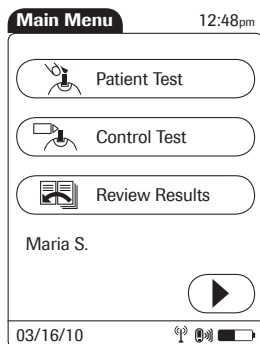 Main Menu 12:48pm
Patient Test
Control Test
Review Results
Maria S.
03/16/10